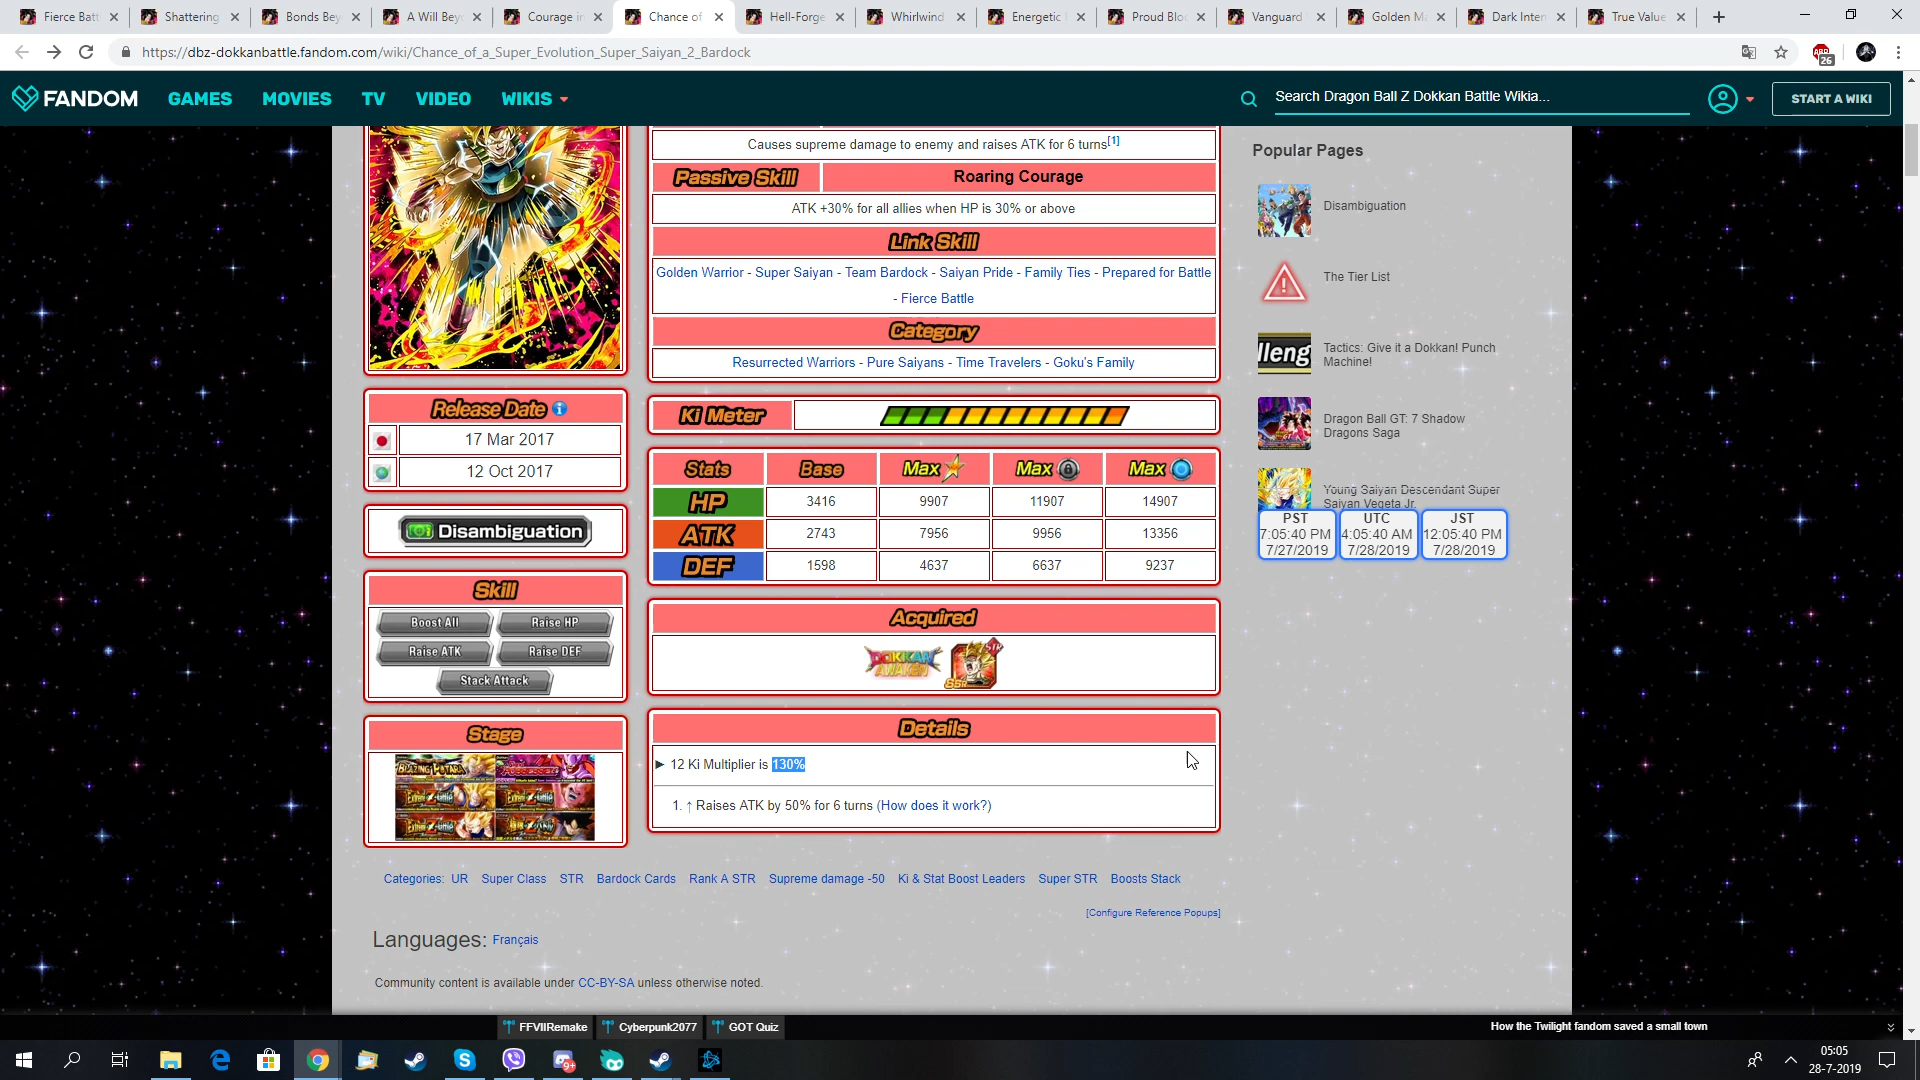 Fierce Batt
Shattering
Bonds Bey
A Will Bey
Courage in
Chance of
Hell-Forge
Whirlwind
Energetic
Proud Bloo
Vanguard
Golden M
Dark Inten
True Value
https://dbz-dokkanbattle.fandom.com/wiki/Chance_of_a_Super_Evolution_Super_Saiyan_2_Bardock
26
FANDOM
GAMES
MOVIES
TV
VIDEO
WIKIS
Search Dragon Ball Z Dokkan Battle Wikia...
START A WIKI
Causes supreme damage to enemy and raises ATK for 6 turns[1]
Passive Skill
Roaring Courage
ATK +30% for all allies when HP is 30% or above
Link Skill
Golden Warrior - Super Saiyan - Team Bardock - Saiyan Pride - Family Ties - Prepared for Battle
- Fierce Battle
Category
Resurrected Warriors - Pure Saiyans - Time Travelers - Goku's Family
Release Date
17 Mar 2017
12 Oct 2017
Disambiguation
Skill
Boost All
Raise HP
Raise ATK
Raise DEF
Stack Attack
Stage
Ki Meter
Stats Base Max Max Max
HP 3416 9907 11907 14907
ATK 2743 7956 9956 13356
DEF 1598 4637 6637 9237
Acquired
DOKKAN AWAKEN
SSR
STR
Details
► 12 Ki Multiplier is 130%
1. ↑ Raises ATK by 50% for 6 turns (How does it work?)
Popular Pages
Disambiguation
The Tier List
lleng
Tactics: Give it a Dokkan! Punch
Machine!
Dragon Ball GT: 7 Shadow
Dragons Saga
Young Saiyan Descendant Super
Saiyan Vegeta Jr.
PST
7:05:40 PM
7/27/2019
UTC
4:05:40 AM
7/28/2019
JST
12:05:40 PM
7/28/2019
Categories: UR Super Class STR Bardock Cards Rank A STR Supreme damage -50 Ki & Stat Boost Leaders Super STR Boosts Stack
[Configure Reference Popups]
Languages: Français
Community content is available under CC-BY-SA unless otherwise noted.
FFVIIRemake
Cyberpunk2077
GOT Quiz
How the Twilight fandom saved a small town
9+
05:05
28-7-2019